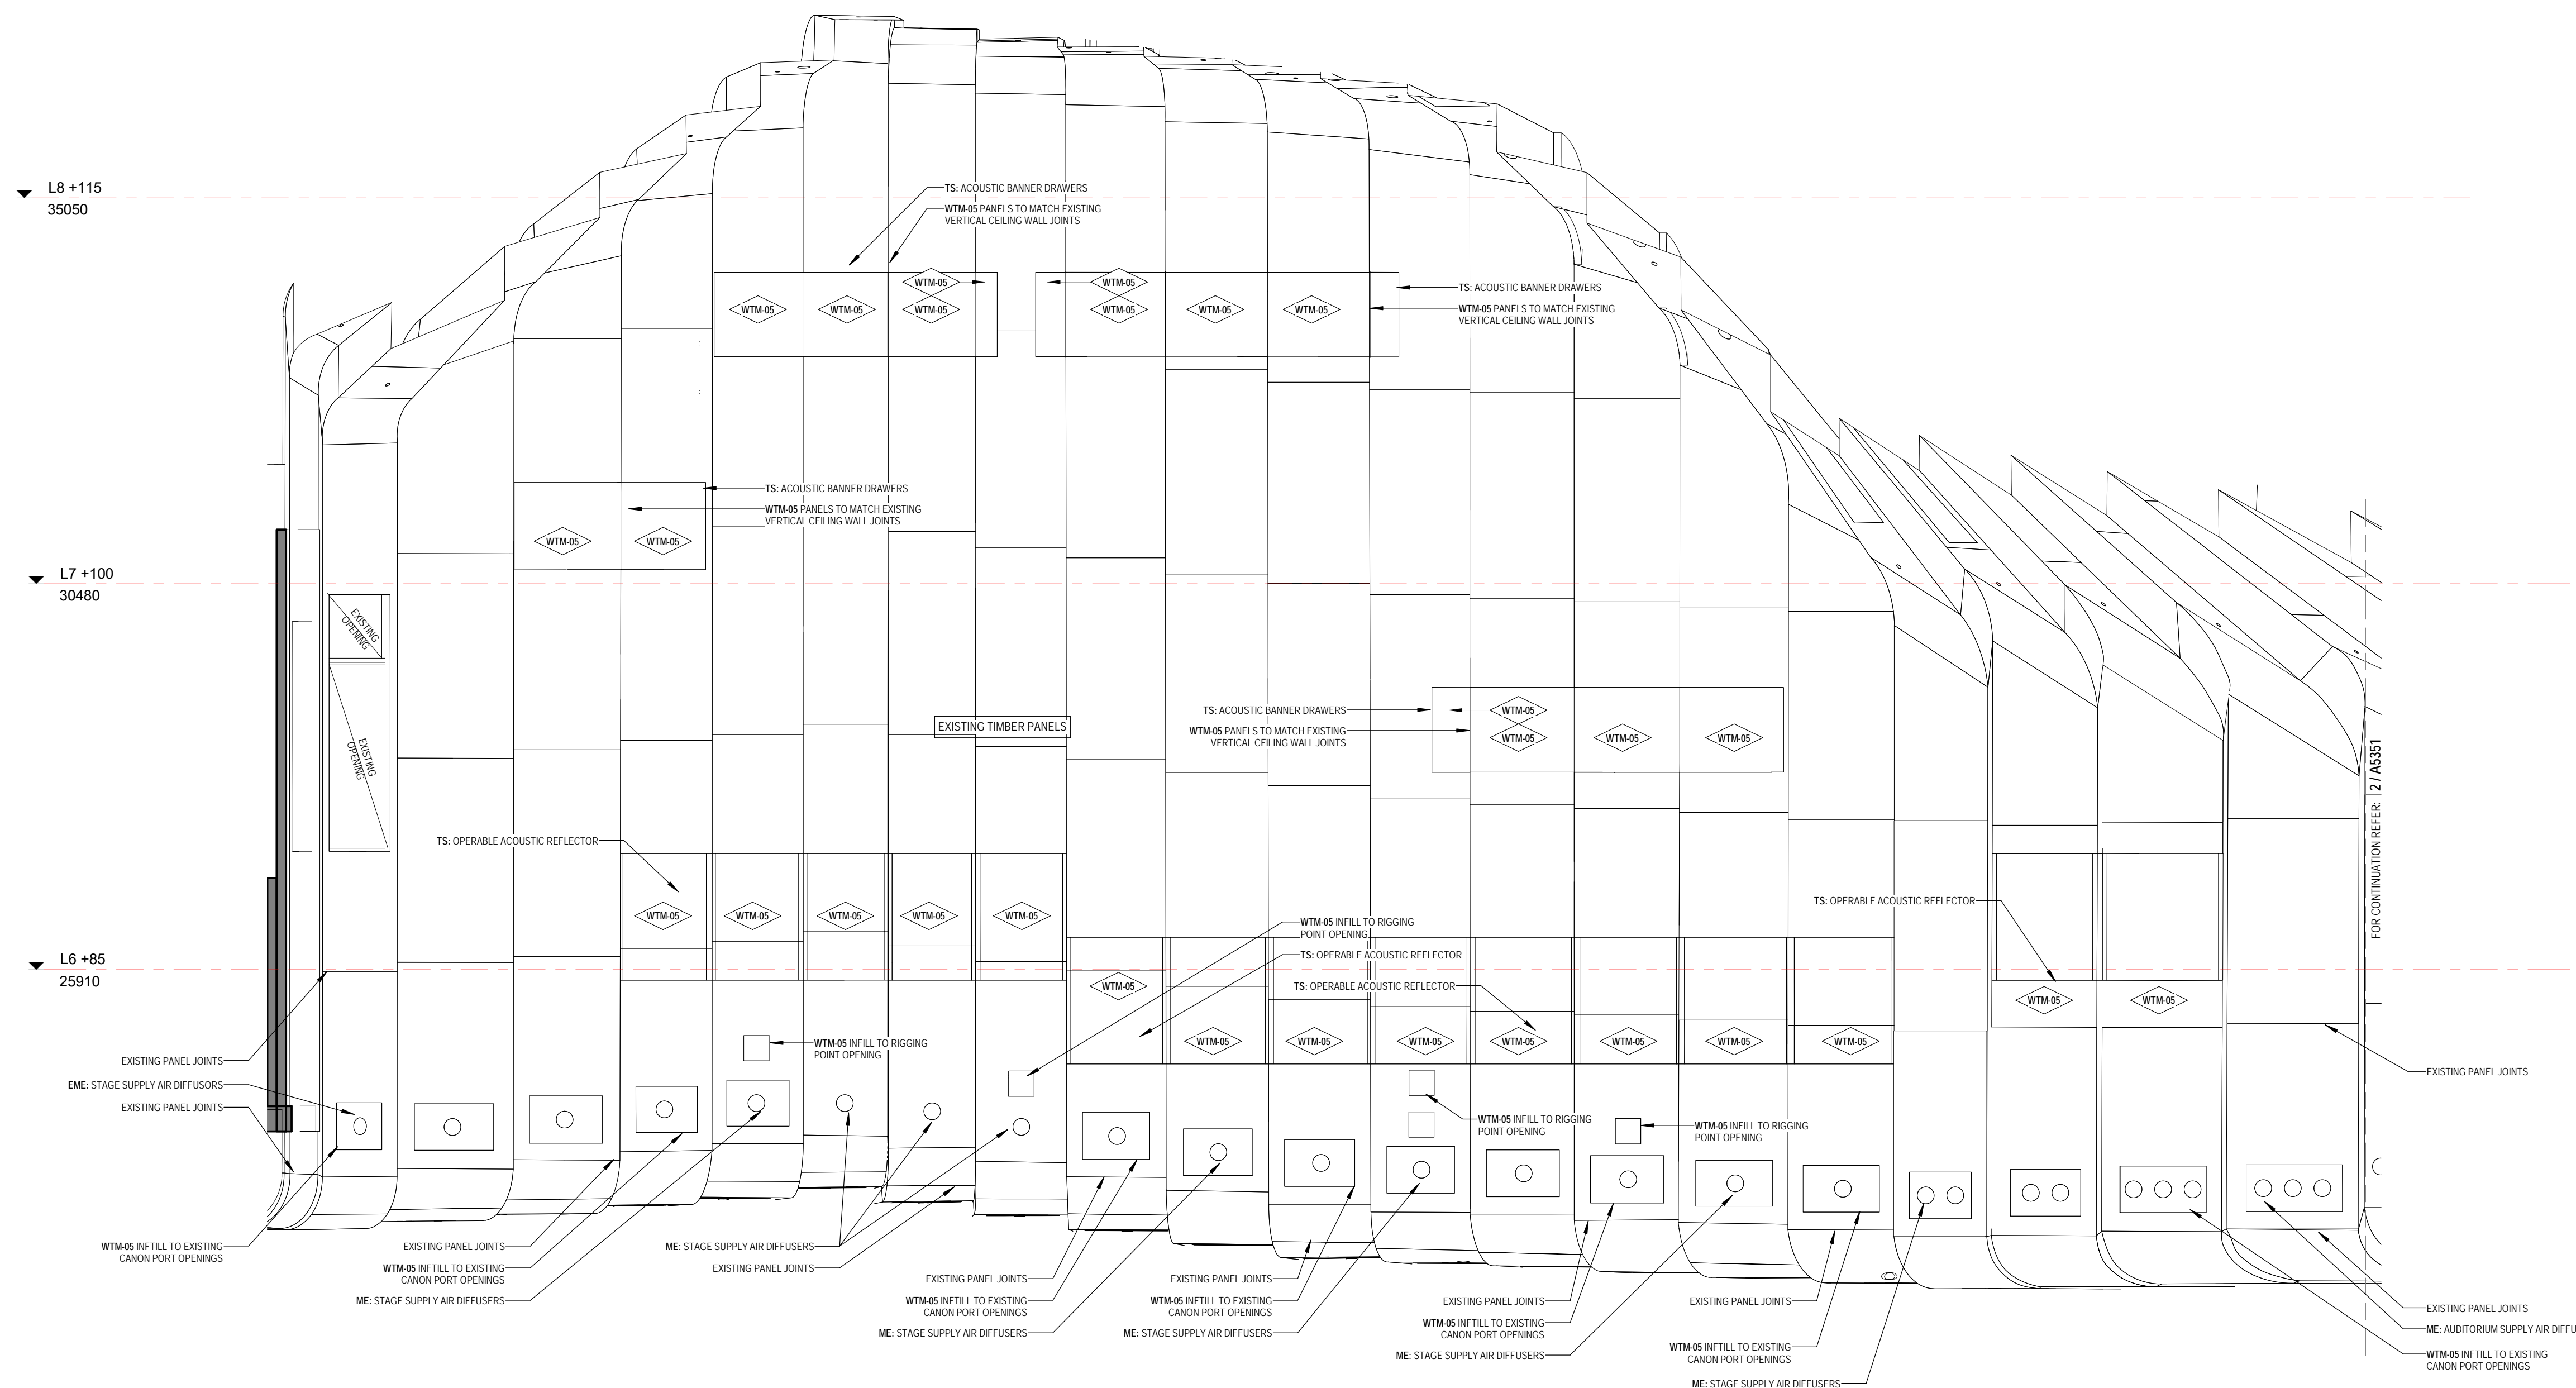 L8 +115
35050
TS: ACOUSTIC BANNER DRAWERS
WTM-05 PANELS TO MATCH EXISTING
VERTICAL CEILING WALL JOINTS
WTM-05
WTM-05
WTM-05
WTM-05
WTM-05
WTM-05
WTM-05
WTM-05
TS: ACOUSTIC BANNER DRAWERS
WTM-05 PANELS TO MATCH EXISTING
VERTICAL CEILING WALL JOINTS
TS: ACOUSTIC BANNER DRAWERS
WTM-05 PANELS TO MATCH EXISTING
VERTICAL CEILING WALL JOINTS
WTM-05
WTM-05
L7 +100
30480
EXISTING
OPENING
EXISTING
OPENING
EXISTING TIMBER PANELS
TS: ACOUSTIC BANNER DRAWERS
WTM-05 PANELS TO MATCH EXISTING
VERTICAL CEILING WALL JOINTS
WTM-05
WTM-05
WTM-05
WTM-05
FOR CONTINUATION REFER: 2 / A5351
TS: OPERABLE ACOUSTIC REFLECTOR
WTM-05
WTM-05
WTM-05
WTM-05
WTM-05
WTM-05 INFILL TO RIGGING
POINT OPENING
TS: OPERABLE ACOUSTIC REFLECTOR
TS: OPERABLE ACOUSTIC REFLECTOR
TS: OPERABLE ACOUSTIC REFLECTOR
L6 +85
25910
WTM-05
WTM-05
WTM-05
WTM-05
WTM-05
WTM-05
WTM-05
WTM-05
WTM-05
WTM-05
WTM-05 INFILL TO RIGGING
POINT OPENING
EXISTING PANEL JOINTS
EME: STAGE SUPPLY AIR DIFFUSORS
EXISTING PANEL JOINTS
EXISTING PANEL JOINTS
WTM-05 INFILL TO RIGGING
POINT OPENING
WTM-05 INFILL TO RIGGING
POINT OPENING
WTM-05 INFTILL TO EXISTING
CANON PORT OPENINGS
EXISTING PANEL JOINTS
WTM-05 INFTILL TO EXISTING
CANON PORT OPENINGS
ME: STAGE SUPPLY AIR DIFFUSERS
ME: STAGE SUPPLY AIR DIFFUSERS
EXISTING PANEL JOINTS
EXISTING PANEL JOINTS
WTM-05 INFTILL TO EXISTING
CANON PORT OPENINGS
ME: STAGE SUPPLY AIR DIFFUSERS
EXISTING PANEL JOINTS
WTM-05 INFTILL TO EXISTING
CANON PORT OPENINGS
ME: STAGE SUPPLY AIR DIFFUSERS
EXISTING PANEL JOINTS
WTM-05 INFTILL TO EXISTING
CANON PORT OPENINGS
ME: STAGE SUPPLY AIR DIFFUSERS
EXISTING PANEL JOINTS
WTM-05 INFTILL TO EXISTING
CANON PORT OPENINGS
ME: STAGE SUPPLY AIR DIFFUSERS
EXISTING PANEL JOINTS
ME: AUDITORIUM SUPPLY AIR
WTM-05 INFTILL TO EXISTING
CANON PORT OPENINGS